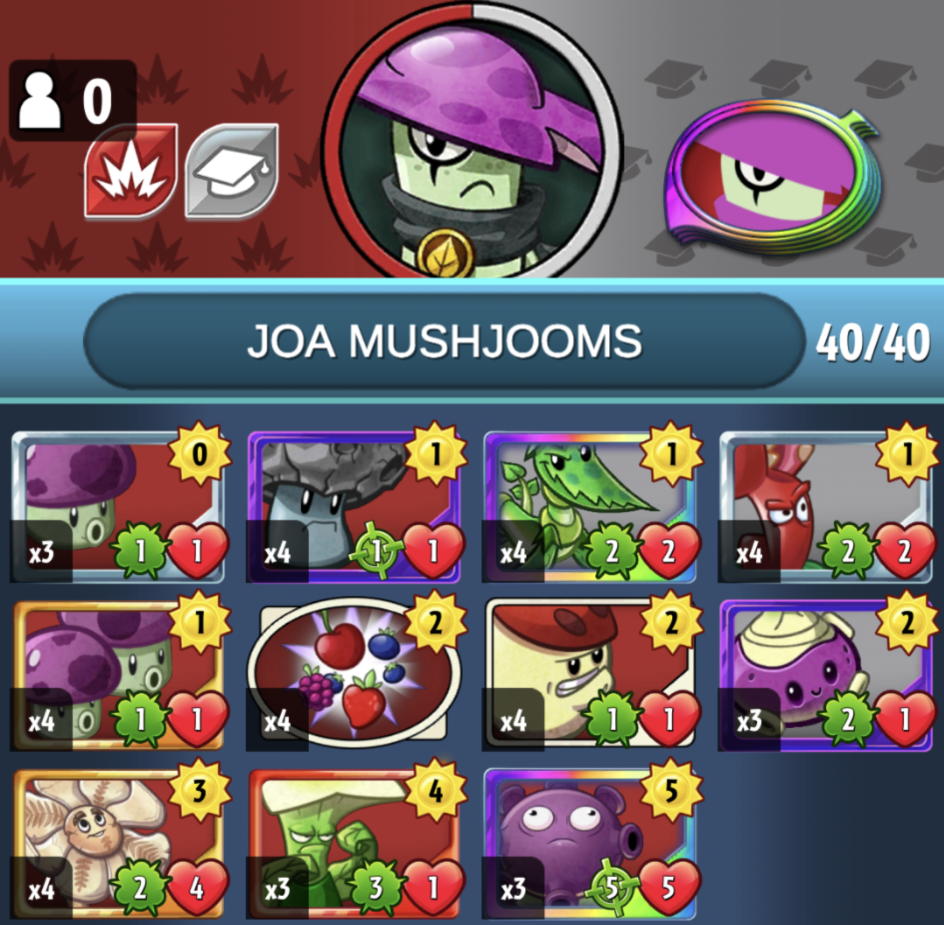 0
JOA MUSHJOOMS 40/40
0 1 1 1
x3 1 1 x4 1 1 x4 2 2 x4 2 2
1 2 2 2
x4 1 1 x4 x4 1 1 x3 2 1
3 4 5
x4 2 4 x3 3 1 x3 5 5